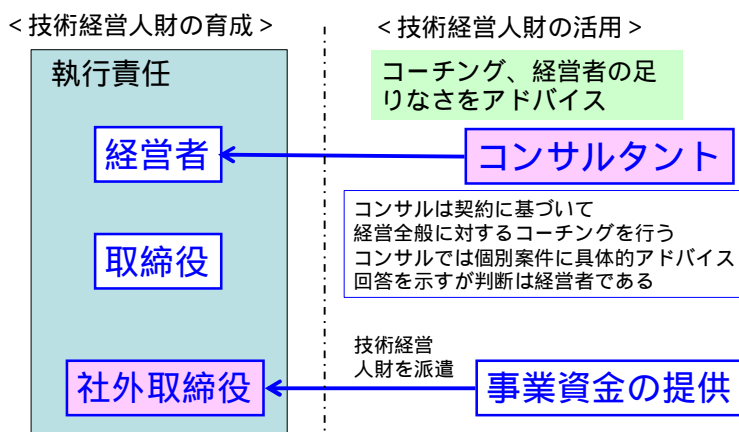 <技術経営人財の育成>
<技術経営人財の活用>
執行責任
コーチング、経営者の足
りなさをアドバイス
経営者
コンサルタント
コンサルは契約に基づいて
経営全般に対するコーチングを行う
コンサルでは個別案件に具体的アドバイス
回答を示すが判断は経営者である
取締役
技術経営
人財を派遣
社外取締役
事業資金の提供